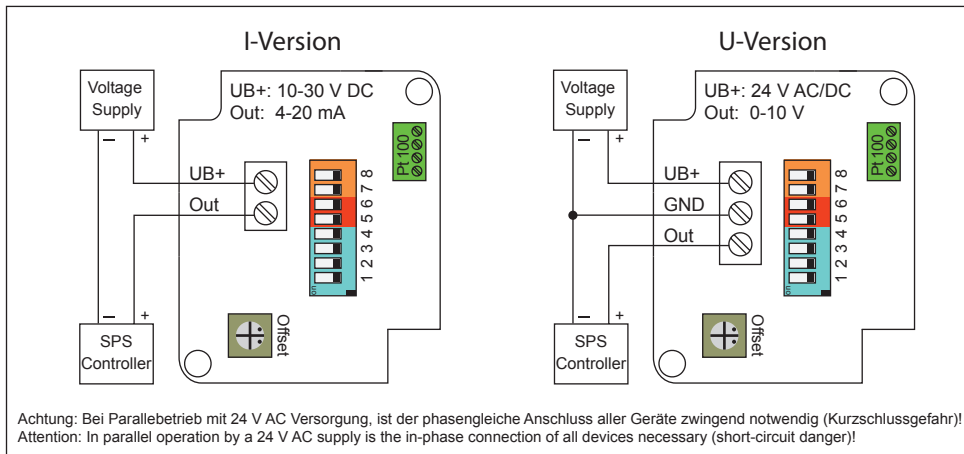 I-Version
Voltage
Supply
UB+: 10-30 V DC
Out: 4-20 mA
Pt 100
UB+
Out
1 2 3 4 5 6 7 8
on
Offset
SPS
Controller
U-Version
Voltage
Supply
UB+: 24 V AC/DC
Out: 0-10 V
Pt 100
UB+
GND
Out
1 2 3 4 5 6 7 8
on
Offset
SPS
Controller
Achtung: Bei Parallebetrieb mit 24 V AC Versorgung, ist der phasengleiche Anschluss aller Geräte zwingend notwendig (Kurzschlussgefahr)!
Attention: In parallel operation by a 24 V AC supply is the in-phase connection of all devices necessary (short-circuit danger)!